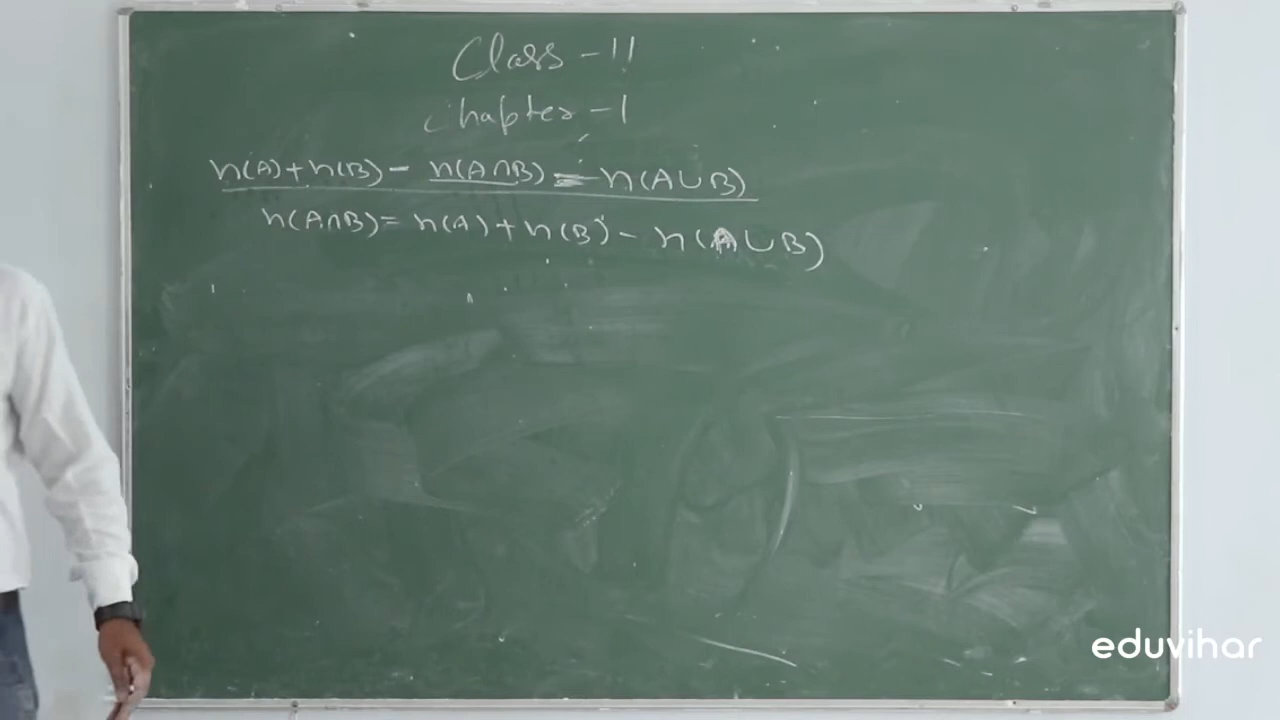 Class - 11
Chapter - 1
n(A) + n(B) - n(A∩B) = n(A∪B)
n(A∩B) = n(A) + n(B) - n(A∪B)
eduvihar